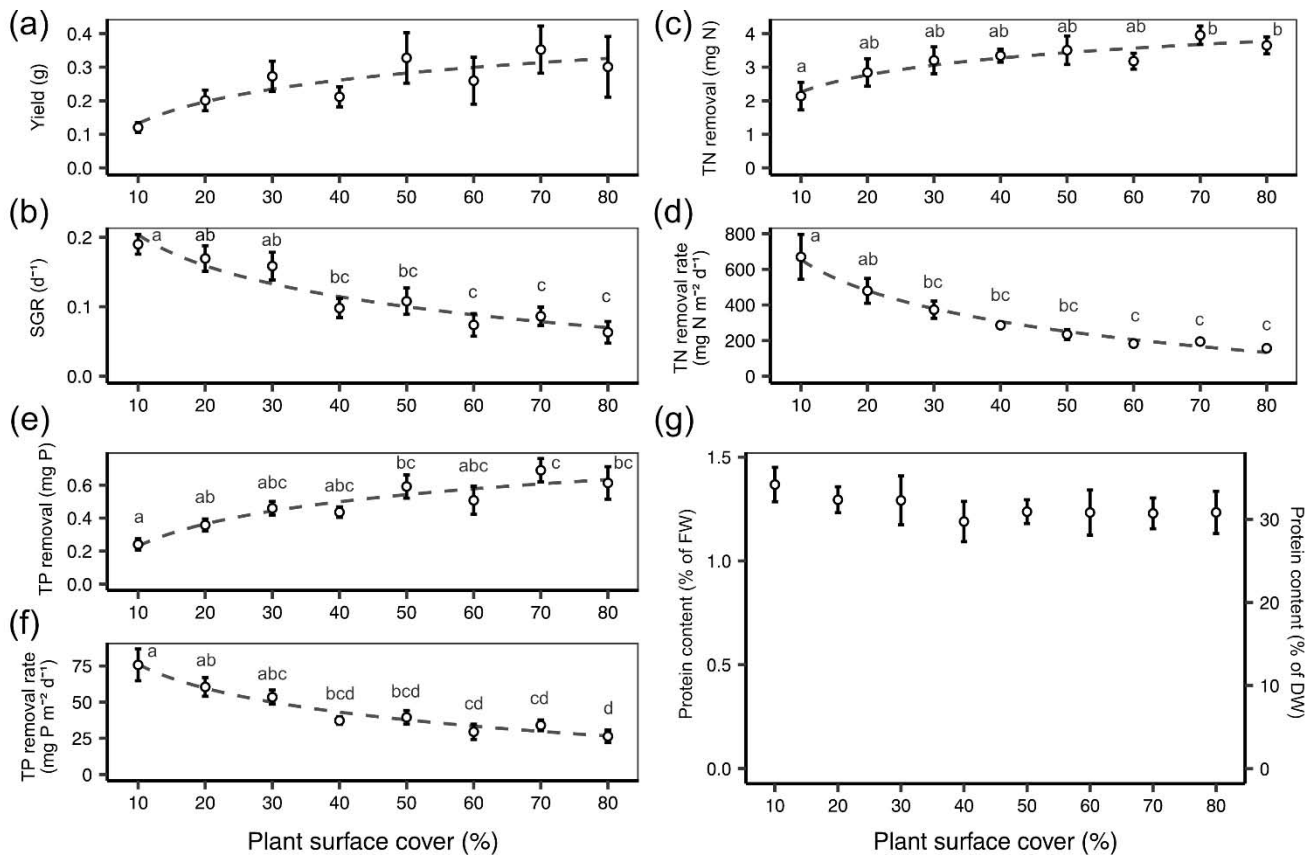 (a)
Yield (g)
0.4
0.3
0.2
0.1
0.0
10 20 30 40 50 60 70 80
(b)
SGR (d⁻¹)
0.2
0.1
0.0
a ab ab bc bc c c c
10 20 30 40 50 60 70 80
(e)
TP removal (mg P)
0.6
0.4
0.2
0.0
a ab abc abc bc abc c bc
10 20 30 40 50 60 70 80
(f)
TP removal rate
(mg P m⁻² d⁻¹)
75
50
25
0
a ab abc bcd bcd cd cd d
10 20 30 40 50 60 70 80
Plant surface cover (%)
(c)
TN removal (mg N)
4
3
2
1
0
a ab ab ab ab ab b b
10 20 30 40 50 60 70 80
(d)
TN removal rate
(mg N m⁻² d⁻¹)
800
600
400
200
0
a ab bc bc bc c c c
10 20 30 40 50 60 70 80
(g)
Protein content (% of FW)
1.5
1.0
0.5
0.0
Protein content (% of DW)
30
20
10
0
10 20 30 40 50 60 70 80
Plant surface cover (%)